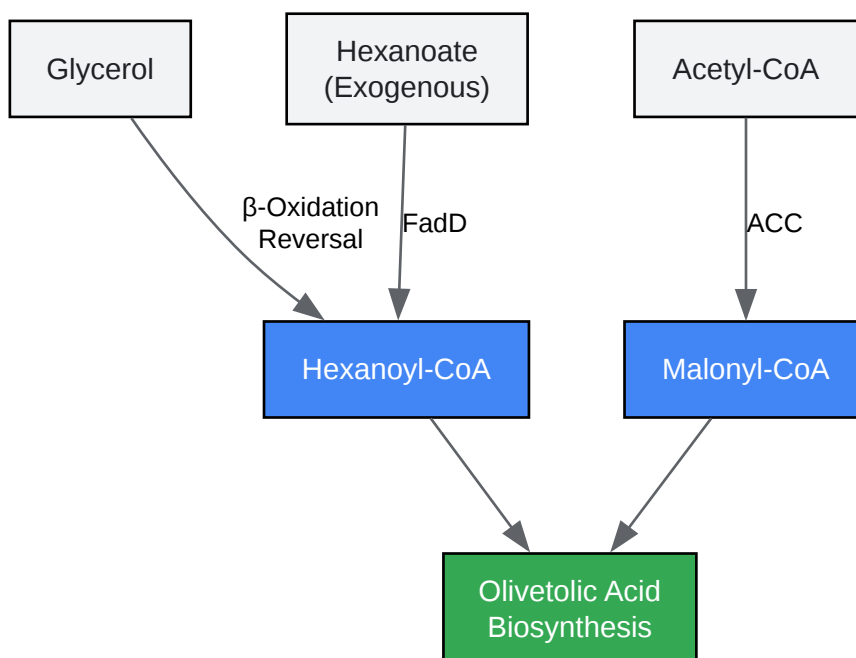 Glycerol
Hexanoate
(Exogenous)
Acetyl-CoA
β-Oxidation
Reversal
FadD
ACC
Hexanoyl-CoA
Malonyl-CoA
Olivetolic Acid
Biosynthesis